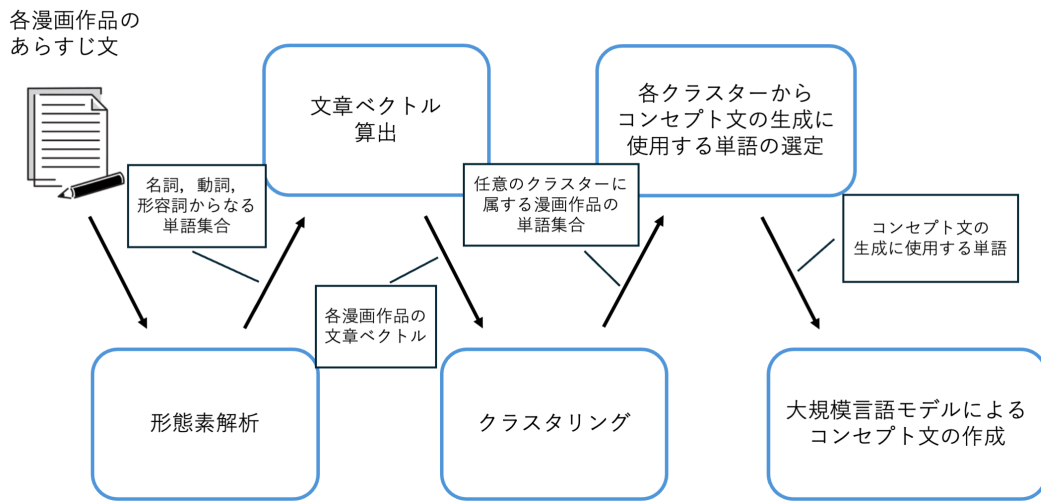 各漫画作品の
あらすじ文
文章ベクトル
算出
各クラスターから
コンセプト文の生成に
使用する単語の選定
名詞，動詞，
形容詞からなる
単語集合
任意のクラスターに
属する漫画作品の
単語集合
コンセプト文の
生成に使用する単語
各漫画作品の
文章ベクトル
形態素解析
クラスタリング
大規模言語モデルによる
コンセプト文の作成